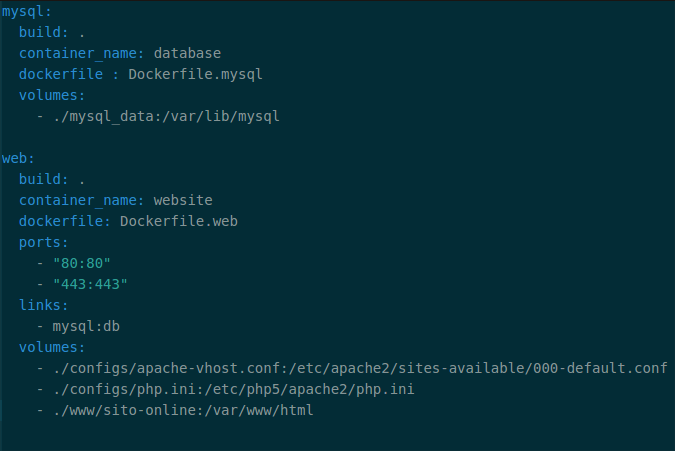 mysql:
  build: .
  container_name: database
  dockerfile : Dockerfile.mysql
  volumes:
    - ./mysql_data:/var/lib/mysql

web:
  build: .
  container_name: website
  dockerfile: Dockerfile.web
  ports:
    - "80:80"
    - "443:443"
  links:
    - mysql:db
  volumes:
    - ./configs/apache-vhost.conf:/etc/apache2/sites-available/000-default.conf
    - ./configs/php.ini:/etc/php5/apache2/php.ini
    - ./www/sito-online:/var/www/html